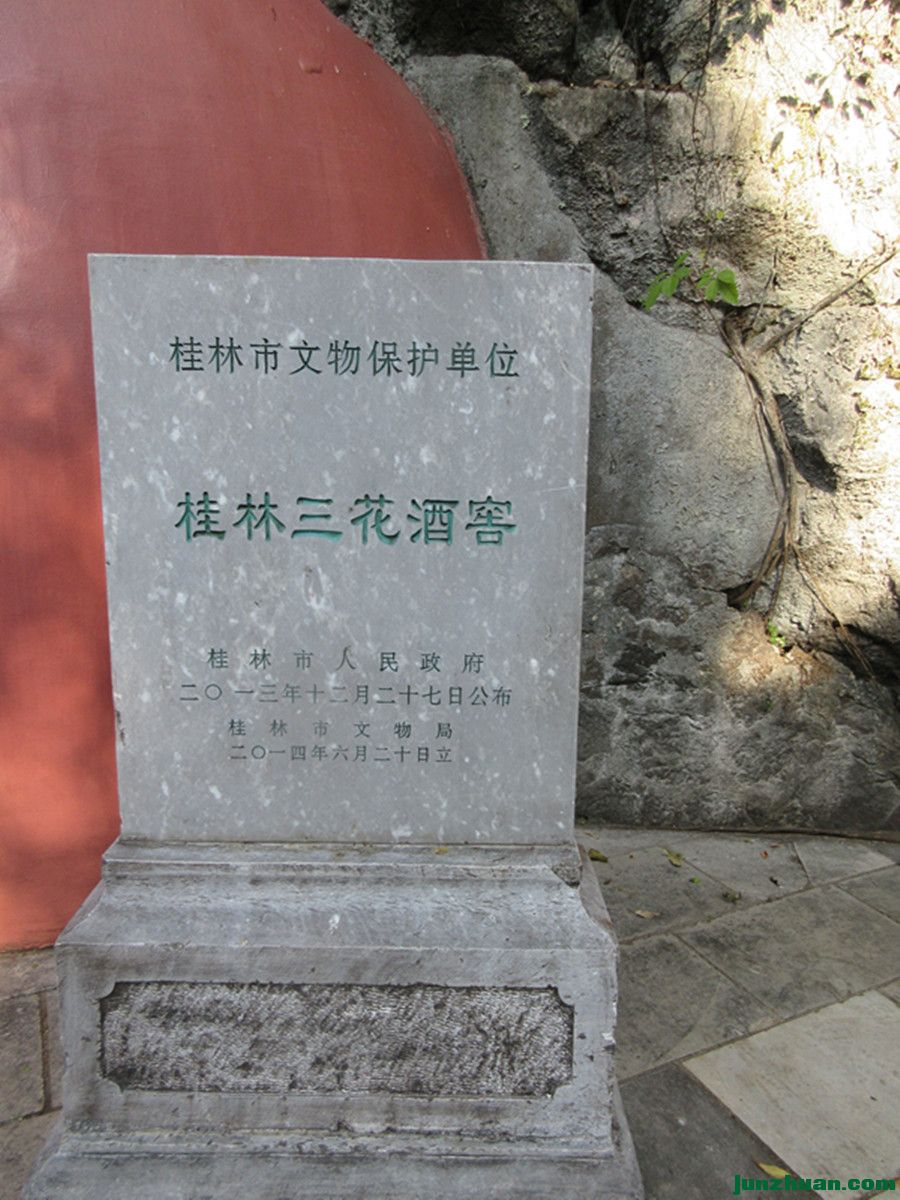 桂林市文物保护单位
桂林三花酒窖
桂林市人民政府
二〇一三年十二月二十七日公布
桂林市文物局
二〇一四年六月二十日立
junzhuan.com